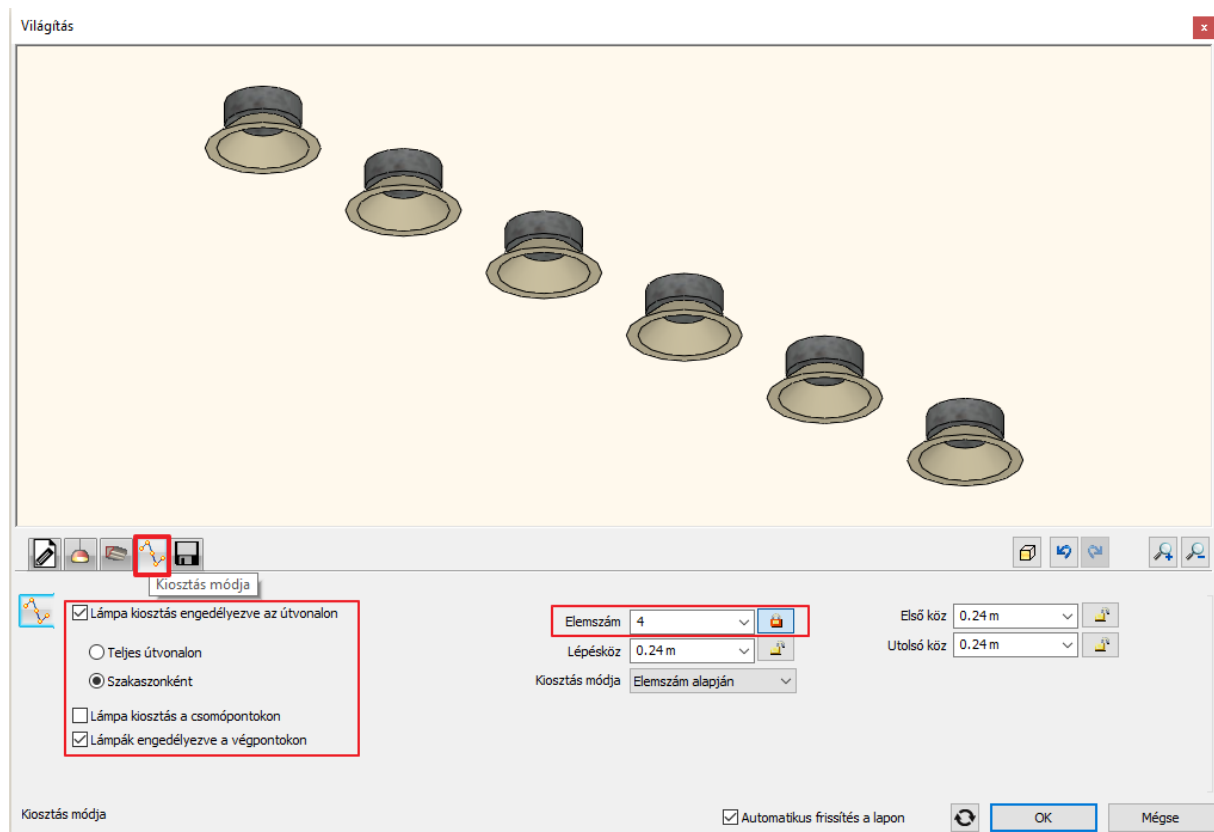 Világítás
x
Kiosztás módja
Lámpa kiosztás engedélyezve az útvonalon
Teljes útvonalon
Szakaszonként
Lámpa kiosztás a csomópontokon
Lámpák engedélyezve a végpontokon
Elemszám 4
Lépésköz 0.24 m
Kiosztás módja Elemszám alapján
Első köz 0.24 m
Utolsó köz 0.24 m
Kiosztás módja
Automatikus frissítés a lapon
OK
Mégse